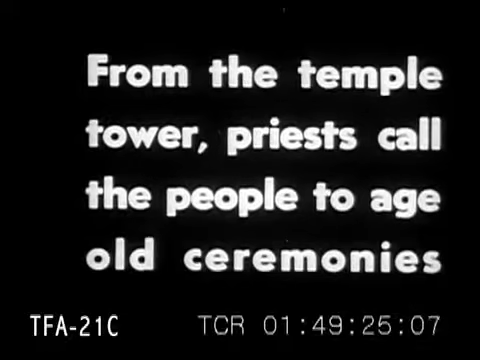 From the temple
tower, priests call
the people to age
old ceremonies
TFA-21C TCR 01:49:25:07